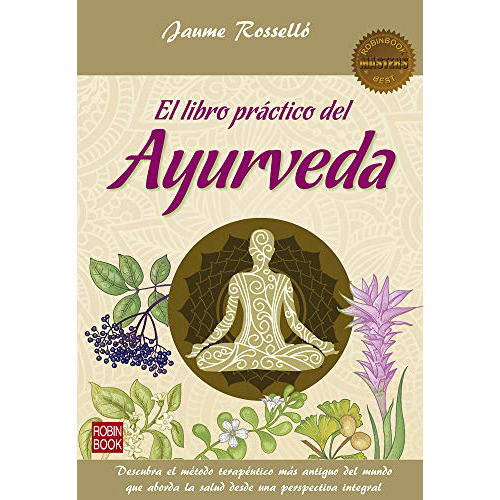 Jaume Rosselló
ROBINBOOK
MASTERS
BEST
El libro práctico del
Ayurveda
ROBIN
BOOK
Descubra el método terapéutico más antiguo del mundo
que aborda la salud desde una perspectiva integral